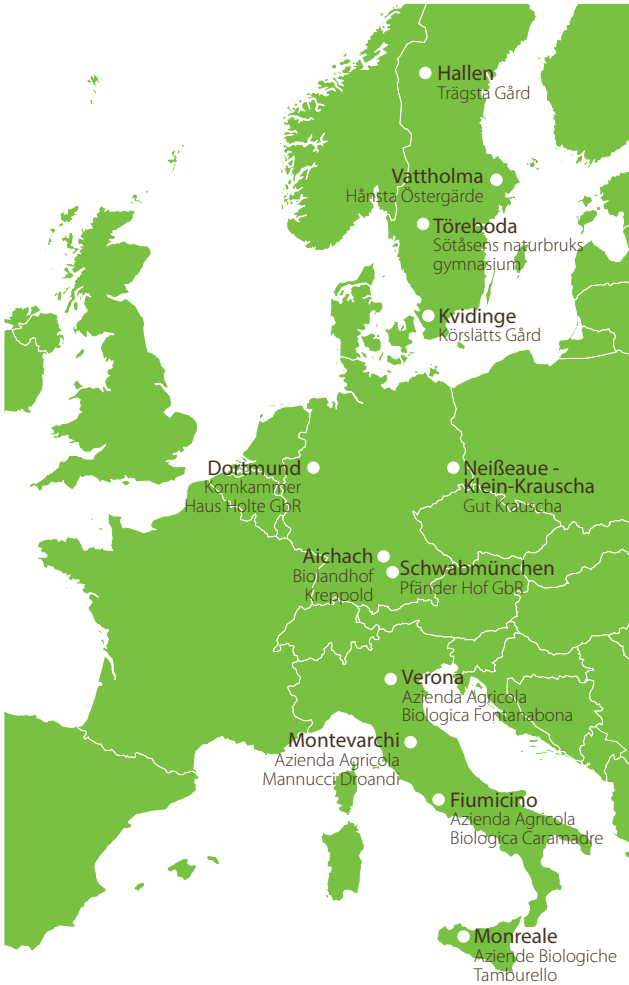 Hallen
Trägsta Gård
Vattholma
Hånsta Östergärde
Töreboda
Sötåsens naturbruks
gymnasium
Kvidinge
Körslätts Gård
Dortmund
Kornkammer
Haus Holte GbR
Neißeaue -
Klein-Krauscha
Gut Krauscha
Aichach
Biolandhof
Kreppold
Schwabmünchen
Pfänder Hof GbR
Verona
Azienda Agricola
Biologica Fontanabona
Montevarchi
Azienda Agricola
Mannucci Droandi
Fiumicino
Azienda Agricola
Biologica Caramadre
Monreale
Aziende Biologiche
Tamburello